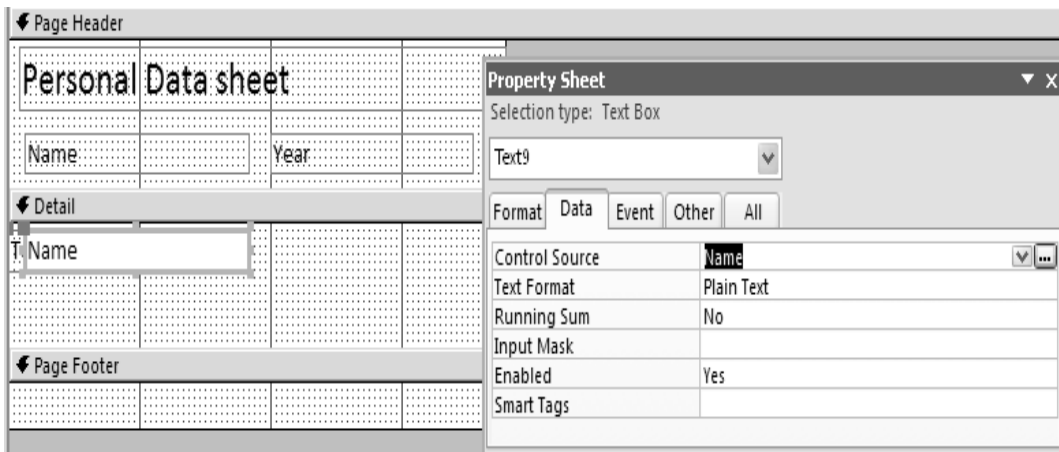 Page Header
Personal Data sheet
Name Year
Detail
T Name
Page Footer
Property Sheet
Selection type: Text Box
Text9
Format Data Event Other All
Control Source Name
Text Format Plain Text
Running Sum No
Input Mask
Enabled Yes
Smart Tags